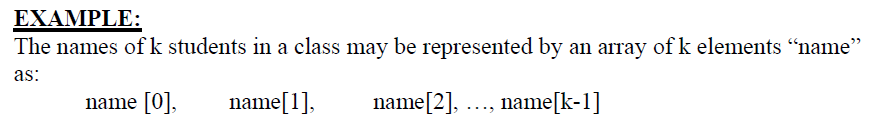 EXAMPLE:
The names of k students in a class may be represented by an array of k elements “name”
as:
name [0], name[1], name[2], …, name[k-1]